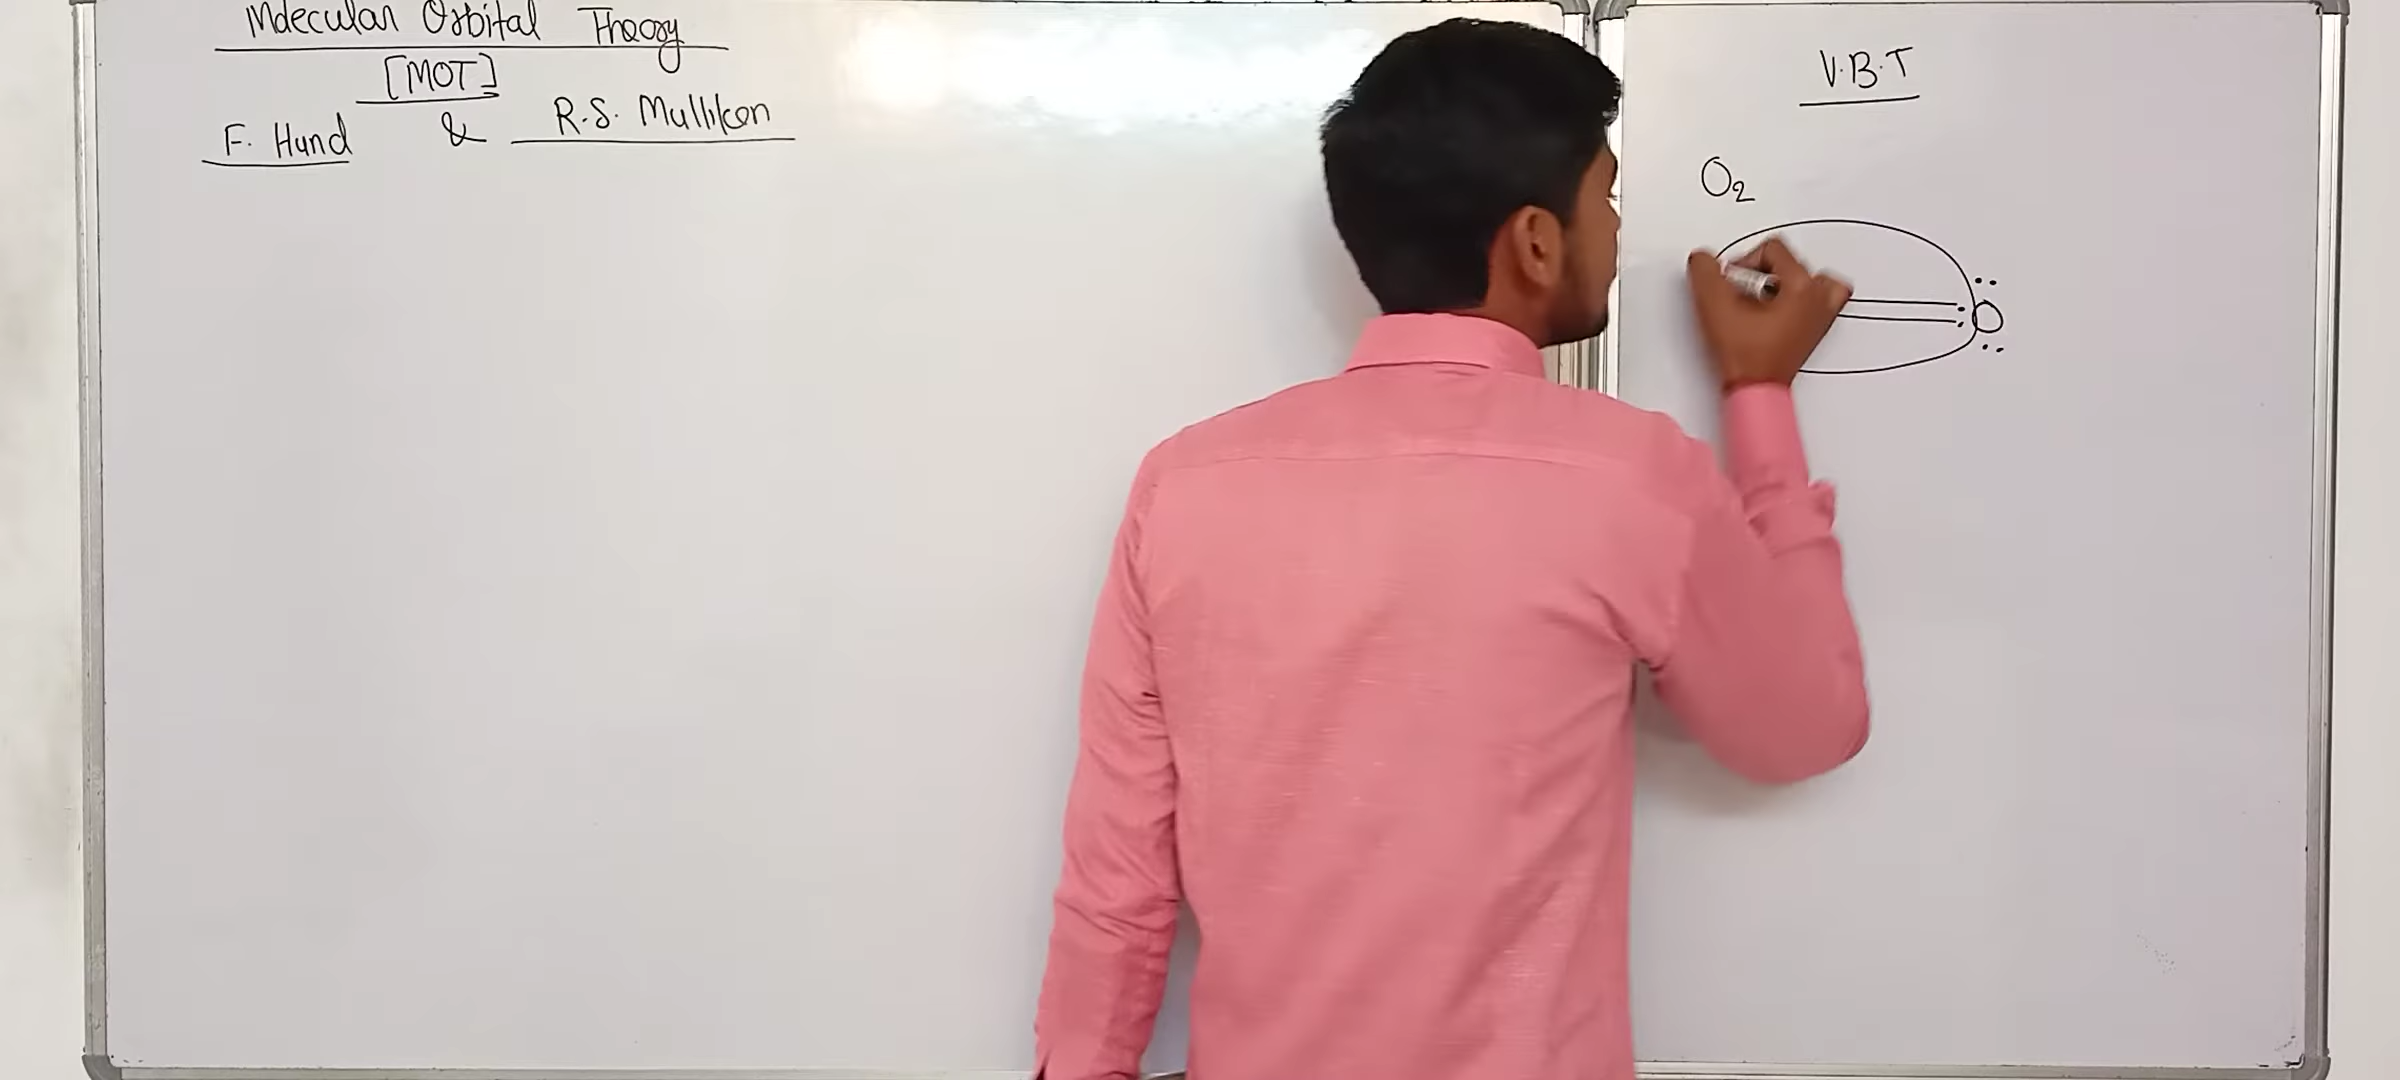 Molecular Orbital Theory
[MOT]
F. Hund & R.S. Mulliken
V.B.T
O₂
O